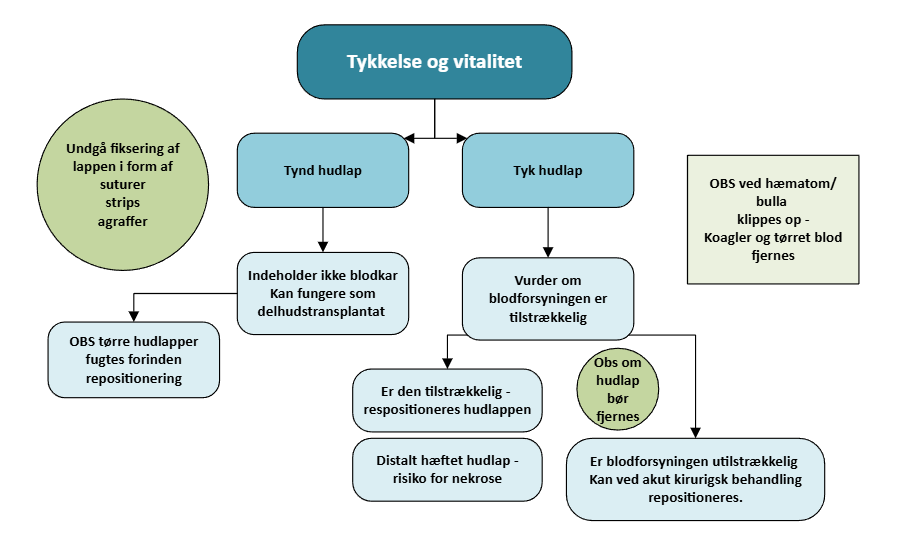 Tykkelse og vitalitet
Undgå fiksering af
lappen i form af
suturer
strips
agraffer
Tynd hudlap
Tyk hudlap
OBS ved hæmatom/
bulla
klippes op -
Koagler og tørret blod
fjernes
Indeholder ikke blodkar
Kan fungere som
delhudstransplantat
Vurder om
blodforsyningen er
tilstrækkelig
OBS tørre hudlapper
fugtes forinden
repositionering
Er den tilstrækkelig -
respositioneres hudlappen
Obs om
hudlap
bør
fjernes
Distalt hæftet hudlap -
risiko for nekrose
Er blodforsyningen utilstrækkelig
Kan ved akut kirurigsk behandling
repositioneres.